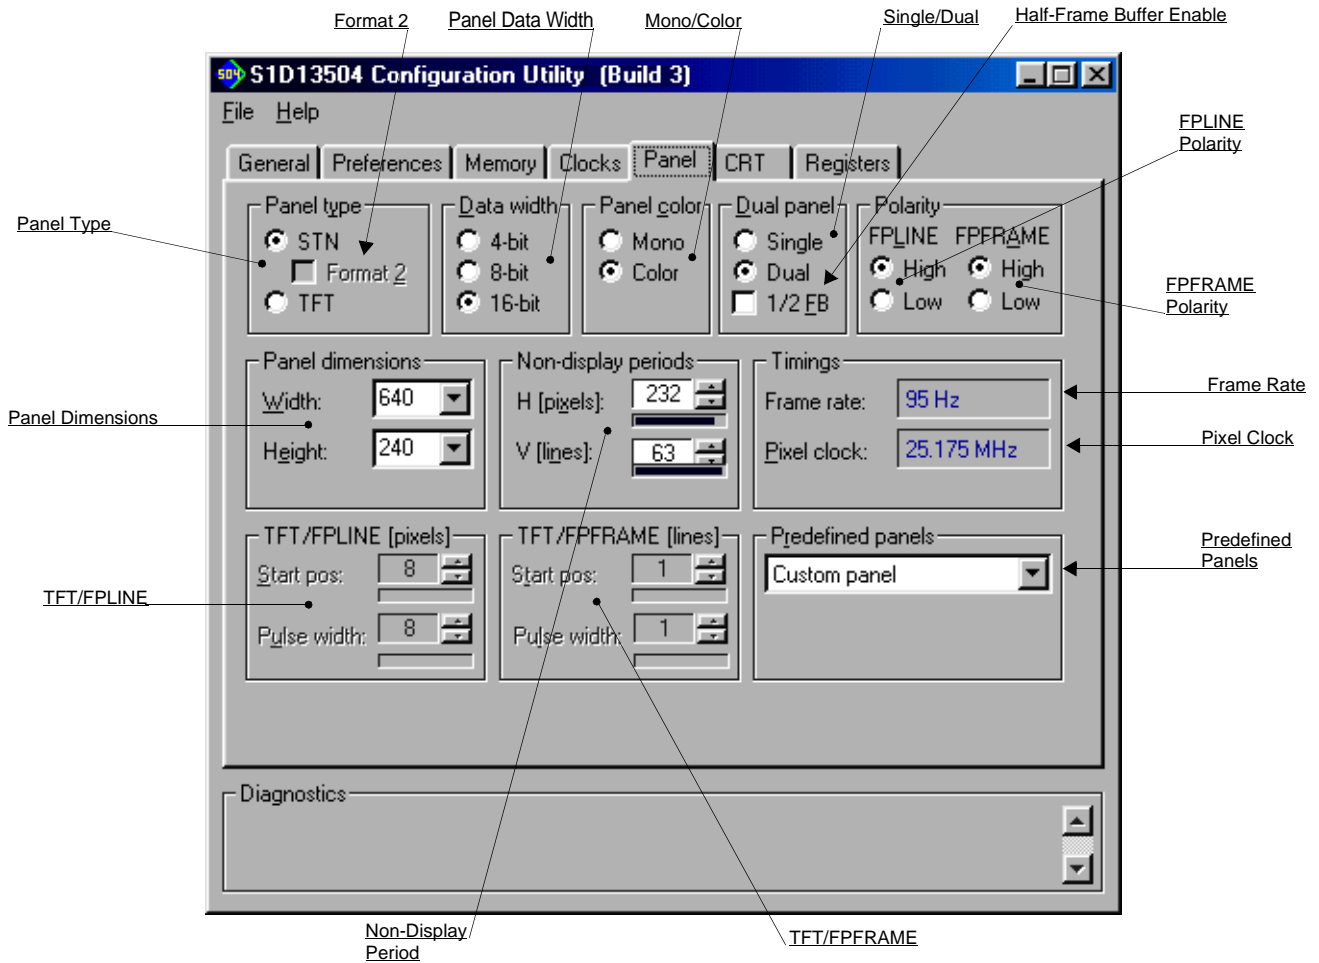 Format 2
Panel Data Width
Mono/Color
Single/Dual
Half-Frame Buffer Enable
504 S1D13504 Configuration Utility (Build 3)
File Help
FPLINE
Polarity
General Preferences Memory Clocks Panel CRT Registers
Panel Type
Panel type
STN
Format 2
TFT
Data width
4-bit
8-bit
16-bit
Panel color
Mono
Color
Dual panel
Single
Dual
1/2 FB
Polarity
FPLINE FPFRAME
High High
Low Low
FPFRAME
Polarity
Panel Dimensions
Panel dimensions
Width: 640
Height: 240
Non-display periods
H [pixels]: 232
V [lines]: 63
Timings
Frame rate: 95 Hz
Pixel clock: 25.175 MHz
Frame Rate
Pixel Clock
TFT/FPLINE
TFT/FPLINE [pixels]
Start pos: 8
Pulse width: 8
TFT/FPFRAME [lines]
Start pos: 1
Pulse width: 1
Predefined panels
Custom panel
Predefined
Panels
Diagnostics
Non-Display
Period
TFT/FPFRAME